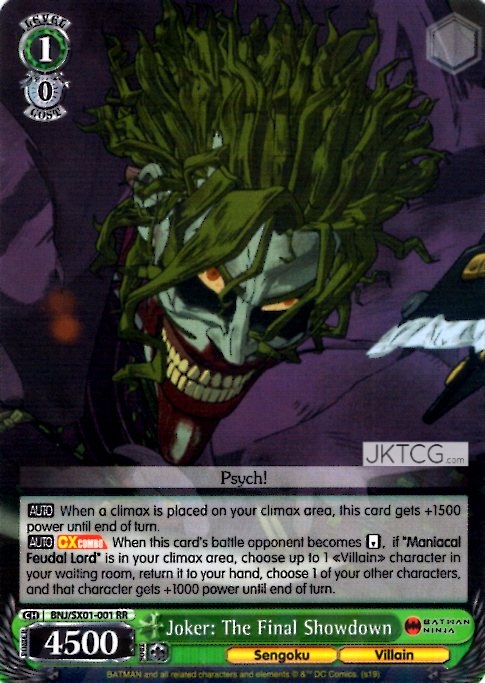 LEVEL
1
0
COST
JKTCG.com
Psych!
AUTO When a climax is placed on your climax area, this card gets +1500
power until end of turn.
AUTO CX COMBO When this card's battle opponent becomes , if "Maniacal
Feudal Lord" is in your climax area, choose up to 1 «Villain» character in
your waiting room, return it to your hand, choose 1 of your other characters,
and that character gets +1000 power until end of turn.
CH BNJ/SX01-001 RR
POWER 4500 SOUL Joker: The Final Showdown BATMAN NINJA
Sengoku Villain
BATMAN and all related characters and elements © & ™ DC Comics. (s19)